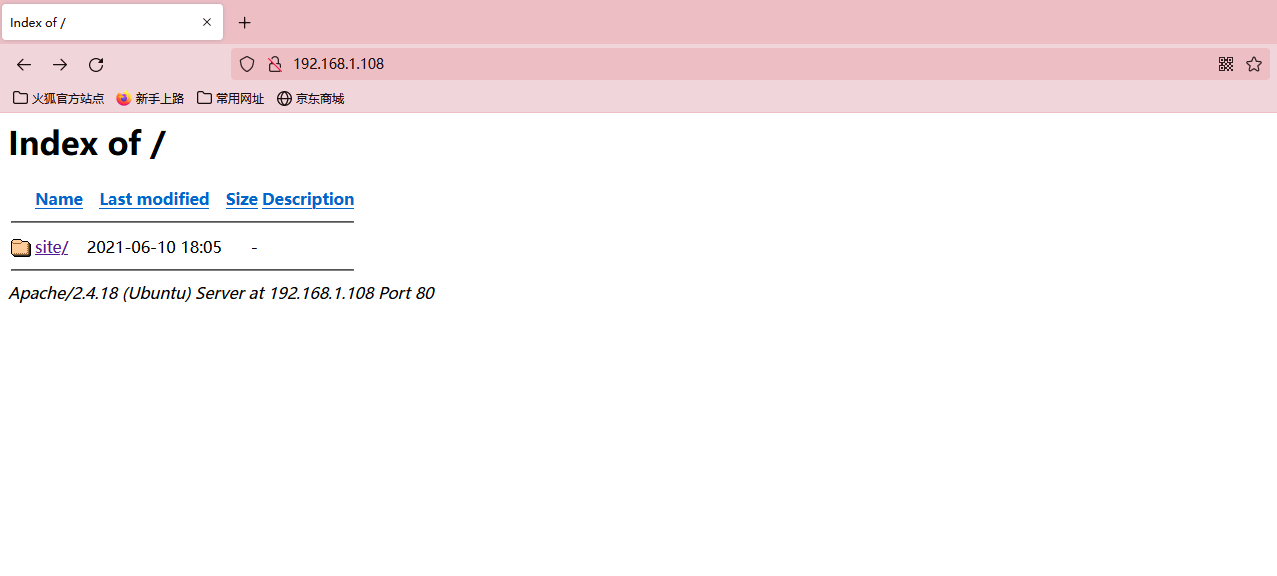 Index of /
192.168.1.108
火狐官方站点 新手上路 常用网址 京东商城
Index of /
Name Last modified Size Description
site/ 2021-06-10 18:05 -
Apache/2.4.18 (Ubuntu) Server at 192.168.1.108 Port 80